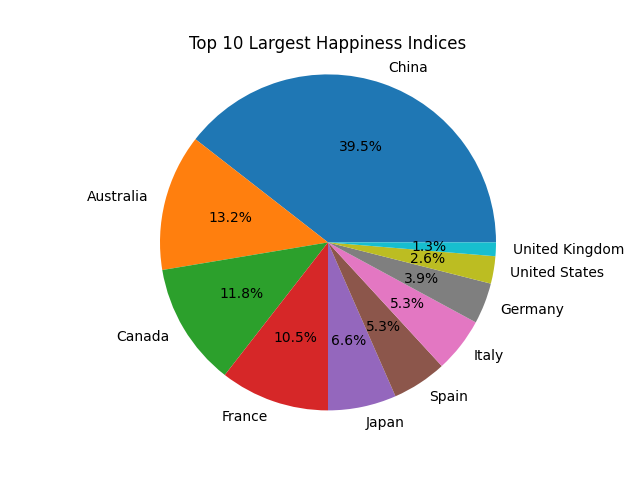 Top 10 Largest Happiness Indices
China
39.5%
Australia
13.2%
Canada
11.8%
France
10.5%
Japan
6.6%
Spain
5.3%
Italy
5.3%
Germany
3.9%
United States
2.6%
United Kingdom
1.3%